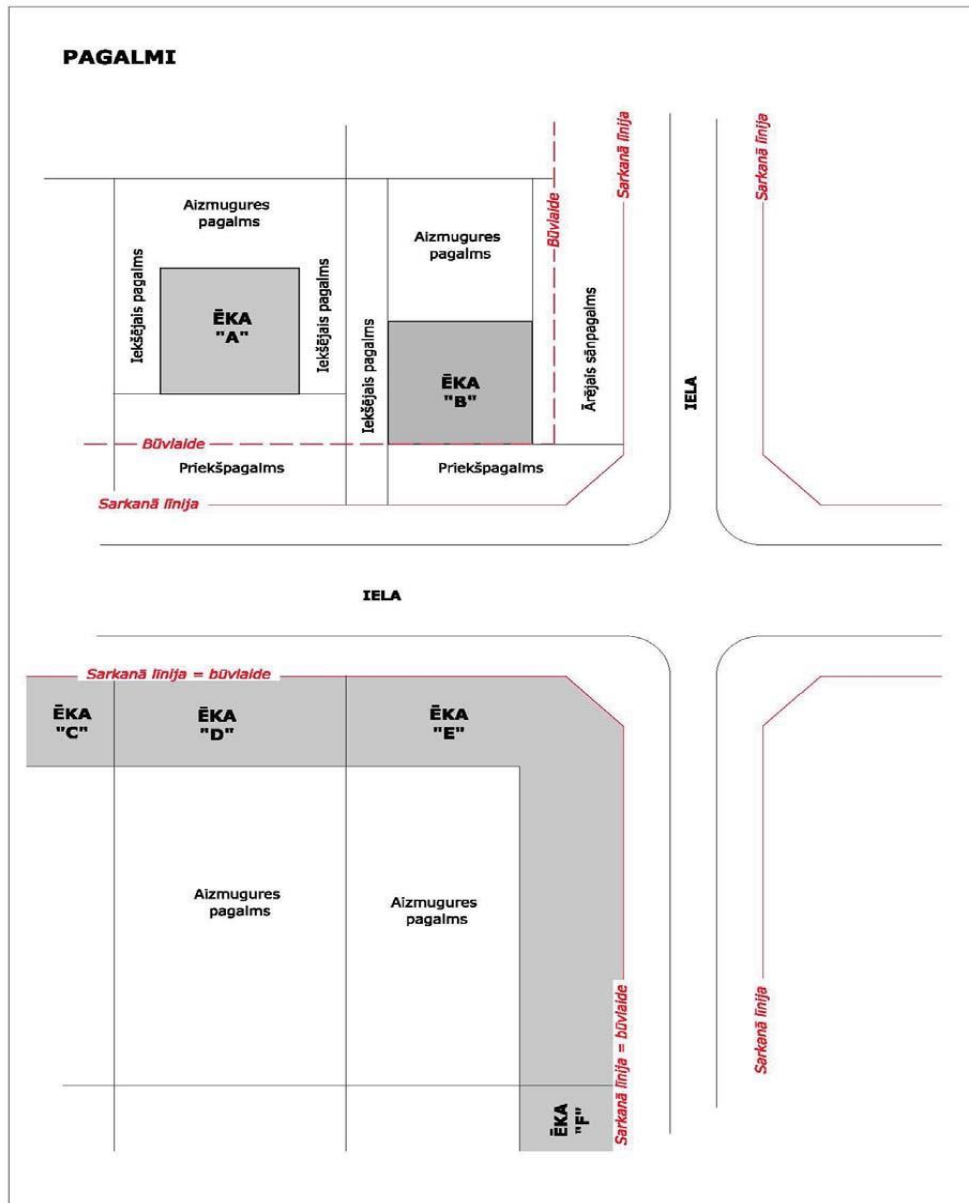 PAGALMI
Sarkanā līnija
Sarkanā līnija
Būvlaide
Aizmugures
pagalms
Aizmugures
pagalms
Iekšējais pagalms
ĒKA
"A"
Iekšējais pagalms
Iekšējais pagalms
ĒKA
"B"
Ārējais sānpagalms
IELA
Būvlaide
Priekšpagalms
Priekšpagalms
Sarkanā līnija
IELA
Sarkanā līnija = būvlaide
ĒKA
"C"
ĒKA
"D"
ĒKA
"E"
Aizmugures
pagalms
Aizmugures
pagalms
Sarkanā līnija = būvlaide
Sarkanā līnija
ĒKA
"F"